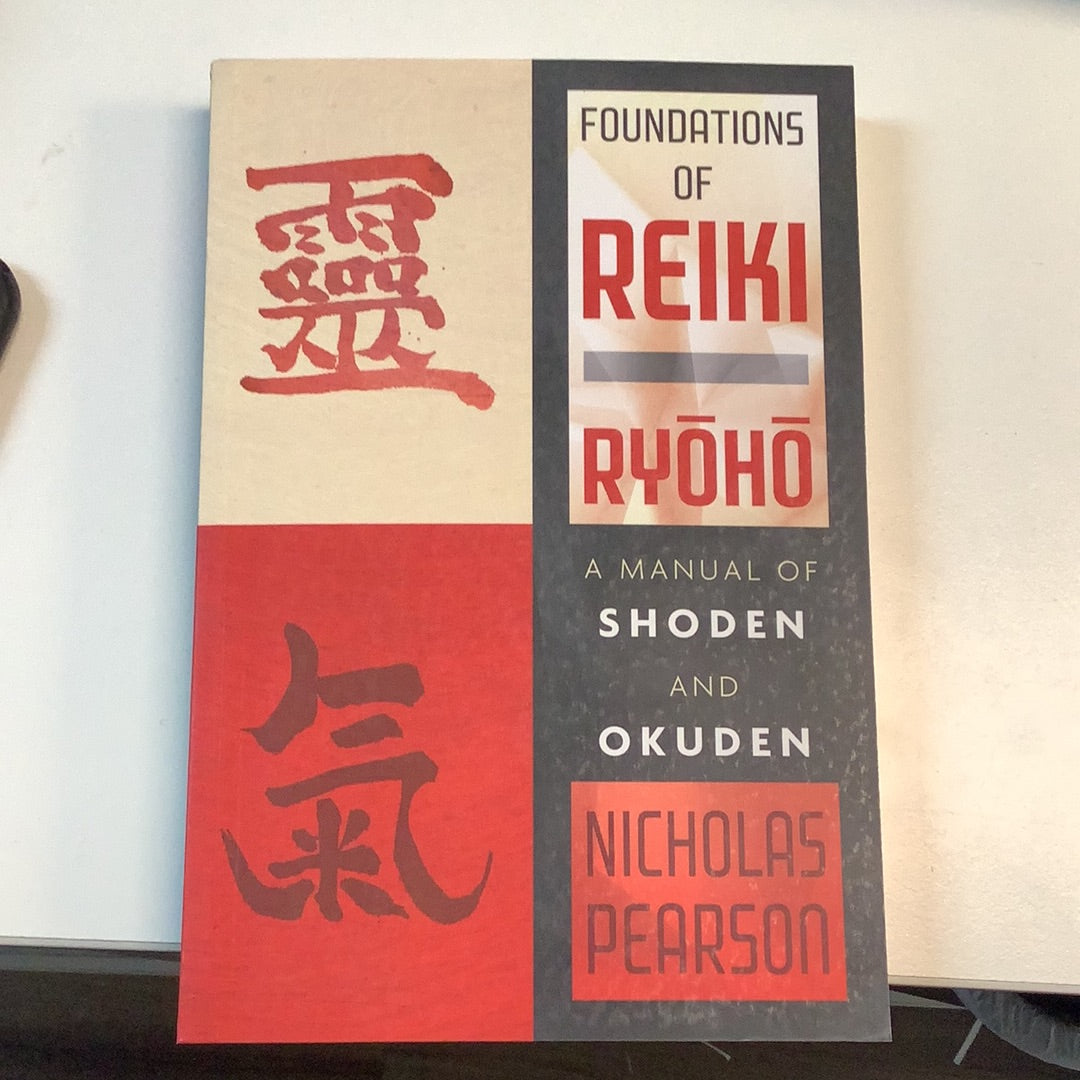 靈
氣
FOUNDATIONS
OF
REIKI
RYŌHŌ
A MANUAL OF
SHODEN
AND
OKUDEN
NICHOLAS
PEARSON